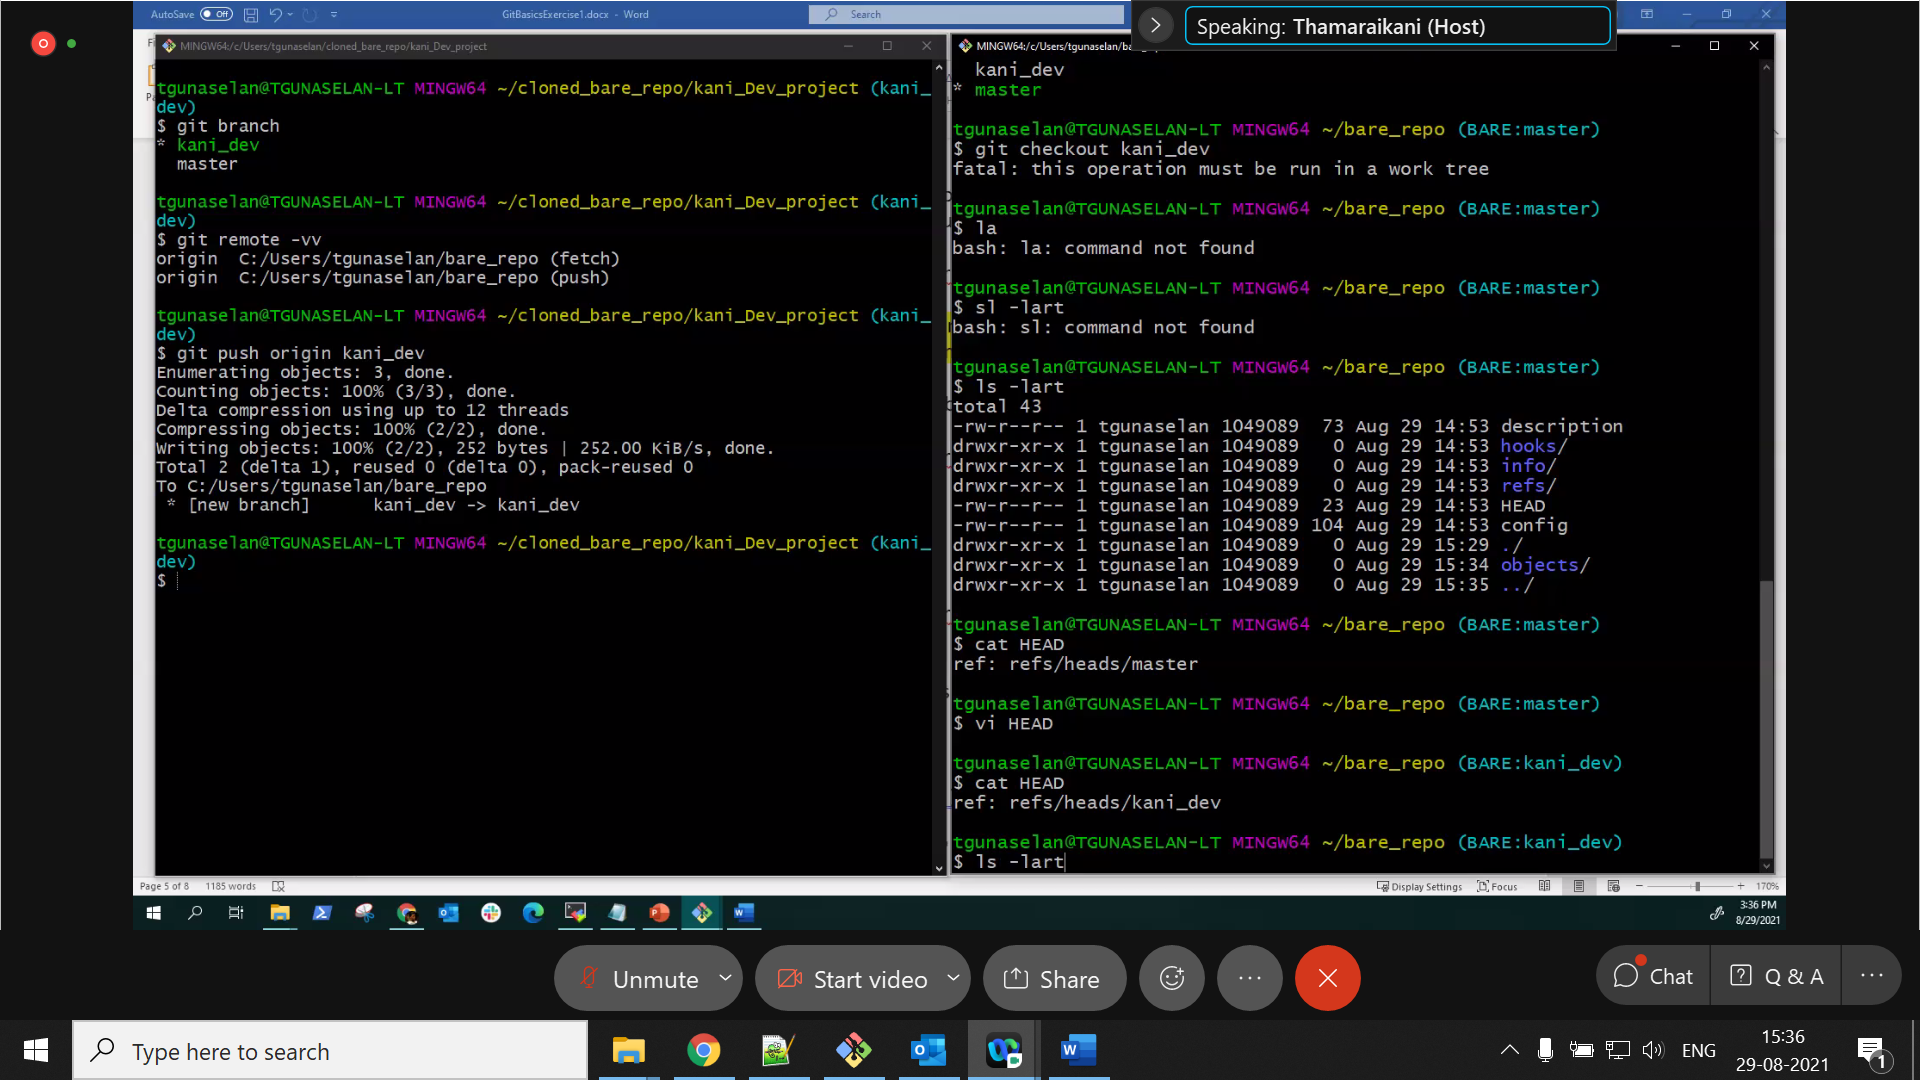 AutoSave Off
GitBasicsExercise1.docx - Word
Search
Speaking: Thamaraikani (Host)
MINGW64:/c/Users/tgunaselan/cloned_bare_repo/kani_Dev_project
tgunaselan@TGUNASELAN-LT MINGW64 ~/cloned_bare_repo/kani_Dev_project (kani_
dev)
$ git branch
* kani_dev
master
tgunaselan@TGUNASELAN-LT MINGW64 ~/cloned_bare_repo/kani_Dev_project (kani_
dev)
$ git remote -vv
origin C:/Users/tgunaselan/bare_repo (fetch)
origin C:/Users/tgunaselan/bare_repo (push)
tgunaselan@TGUNASELAN-LT MINGW64 ~/cloned_bare_repo/kani_Dev_project (kani_
dev)
$ git push origin kani_dev
Enumerating objects: 3, done.
Counting objects: 100% (3/3), done.
Delta compression using up to 12 threads
Compressing objects: 100% (2/2), done.
Writing objects: 100% (2/2), 252 bytes | 252.00 KiB/s, done.
Total 2 (delta 1), reused 0 (delta 0), pack-reused 0
To C:/Users/tgunaselan/bare_repo
* [new branch] kani_dev -> kani_dev
tgunaselan@TGUNASELAN-LT MINGW64 ~/cloned_bare_repo/kani_Dev_project (kani_
dev)
$
MINGW64:/c/Users/tgunaselan/
kani_dev
* master
tgunaselan@TGUNASELAN-LT MINGW64 ~/bare_repo (BARE:master)
$ git checkout kani_dev
fatal: this operation must be run in a work tree
tgunaselan@TGUNASELAN-LT MINGW64 ~/bare_repo (BARE:master)
$ la
bash: la: command not found
tgunaselan@TGUNASELAN-LT MINGW64 ~/bare_repo (BARE:master)
$ sl -lart
bash: sl: command not found
tgunaselan@TGUNASELAN-LT MINGW64 ~/bare_repo (BARE:master)
$ ls -lart
total 43
-rw-r--r-- 1 tgunaselan 1049089 73 Aug 29 14:53 description
drwxr-xr-x 1 tgunaselan 1049089 0 Aug 29 14:53 hooks/
drwxr-xr-x 1 tgunaselan 1049089 0 Aug 29 14:53 info/
drwxr-xr-x 1 tgunaselan 1049089 0 Aug 29 14:53 refs/
-rw-r--r-- 1 tgunaselan 1049089 23 Aug 29 14:53 HEAD
-rw-r--r-- 1 tgunaselan 1049089 104 Aug 29 14:53 config
drwxr-xr-x 1 tgunaselan 1049089 0 Aug 29 15:29 ./
drwxr-xr-x 1 tgunaselan 1049089 0 Aug 29 15:34 objects/
drwxr-xr-x 1 tgunaselan 1049089 0 Aug 29 15:35 ../
tgunaselan@TGUNASELAN-LT MINGW64 ~/bare_repo (BARE:master)
$ cat HEAD
ref: refs/heads/master
tgunaselan@TGUNASELAN-LT MINGW64 ~/bare_repo (BARE:master)
$ vi HEAD
tgunaselan@TGUNASELAN-LT MINGW64 ~/bare_repo (BARE:kani_dev)
$ cat HEAD
ref: refs/heads/kani_dev
tgunaselan@TGUNASELAN-LT MINGW64 ~/bare_repo (BARE:kani_dev)
$ ls -lart
Page 5 of 8 1185 words
Display Settings Focus 170%
3:36 PM
8/29/2021
Unmute Start video Share Chat Q & A
Type here to search
ENG
15:36
29-08-2021
1